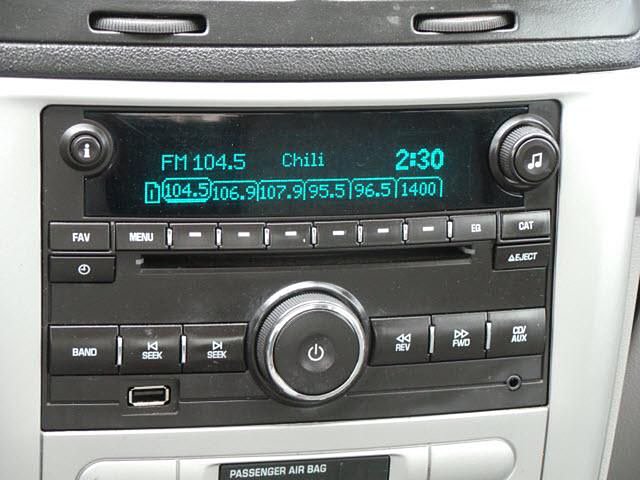 i
FM 104.5 Chili 2:30
1 104.5 106.9 107.9 95.5 96.5 1400
FAV MENU EQ CAT
EJECT
BAND SEEK SEEK REV FWD CD/
AUX
PASSENGER AIR BAG